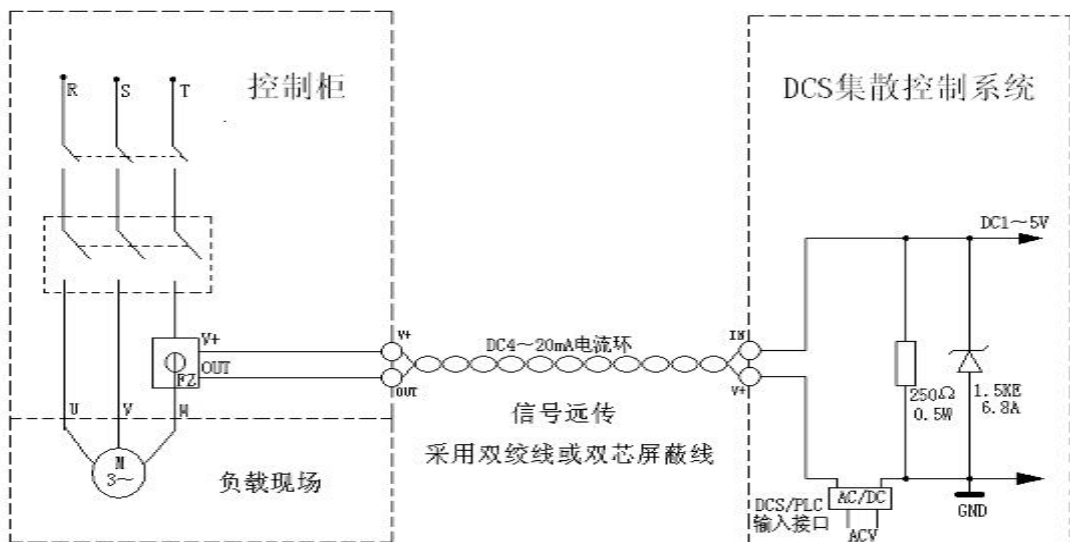 控制柜
DCS集散控制系统
R
S
T
DC1～5V
V+
OUT
FZ
V+
OUT
DC4～20mA电流环
IN
V+
250Ω
0.5W
1.5KE
6.8A
U
V
W
信号远传
采用双绞线或双芯屏蔽线
M
3～
负载现场
DCS/PLC
输入接口
AC/DC
ACV
GND